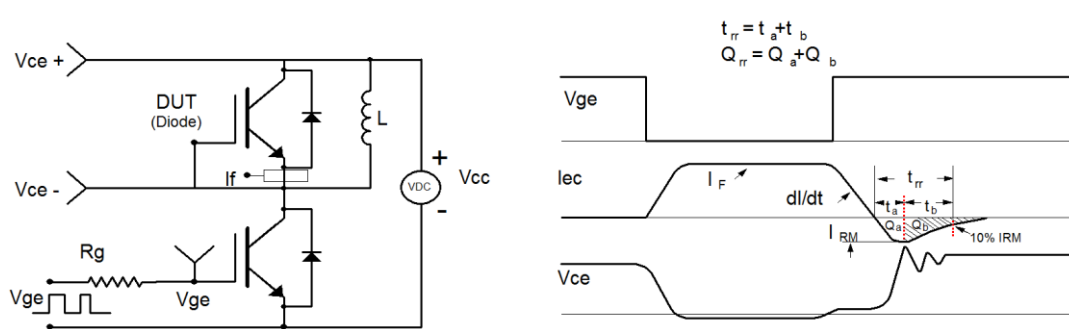 Vce +
DUT
(Diode)
L
+
VDC
Vcc
-
If
Vce -
Rg
Vge
Vge
t rr = t a + t b
Q rr = Q a + Q b
Vge
Iec
I F
dI/dt
t rr
t a
t b
Q a
Q b
I RM
10% IRM
Vce